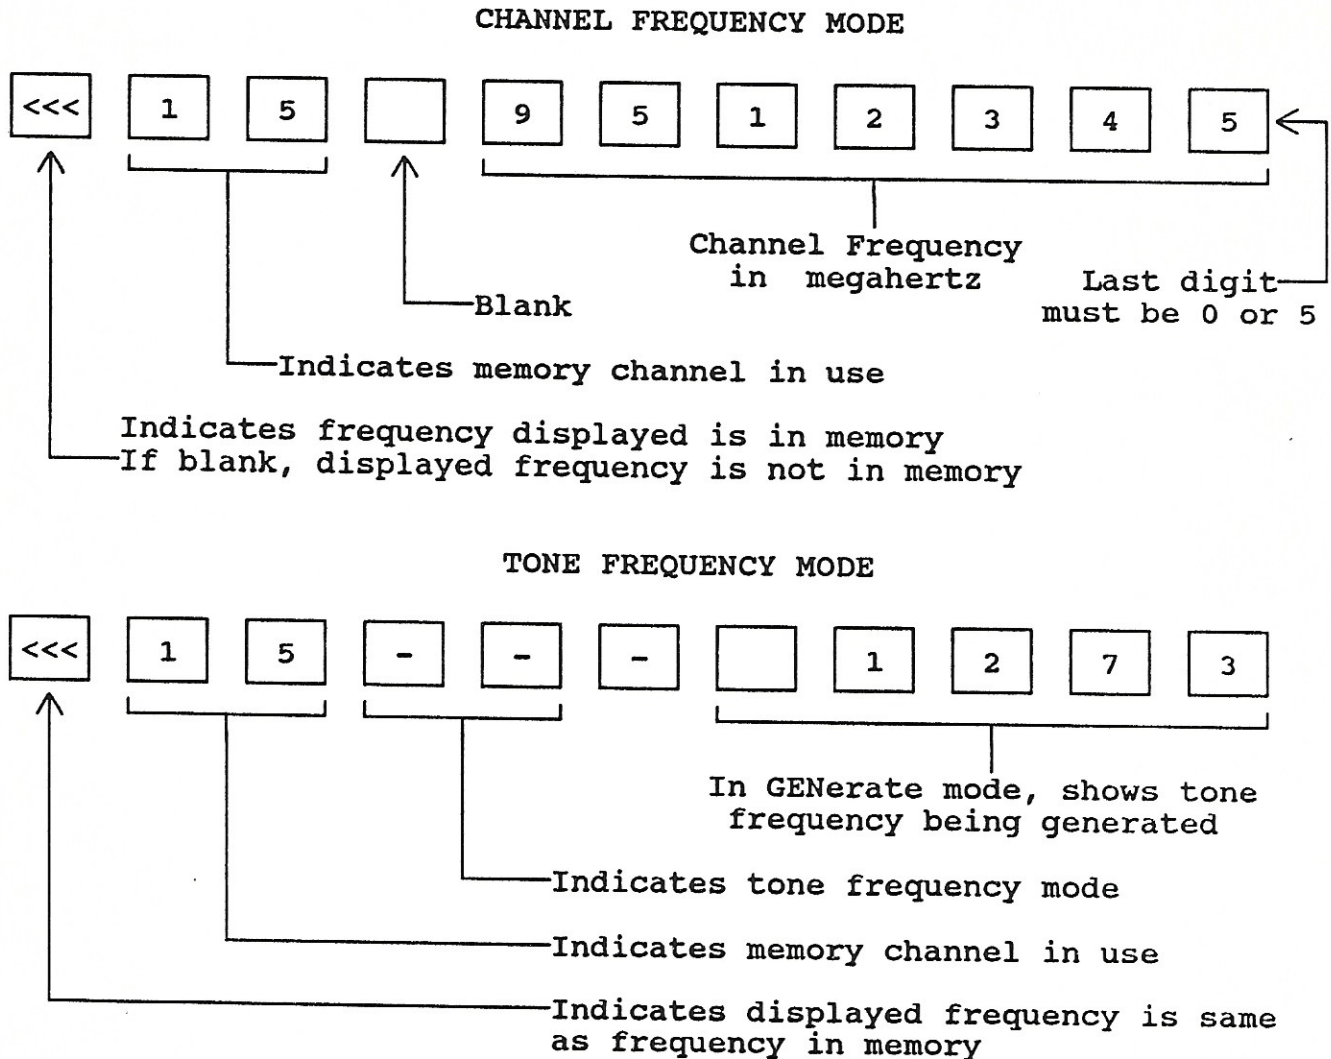 CHANNEL FREQUENCY MODE
<<< 1 5 9 5 1 2 3 4 5
Channel Frequency
in megahertz
Last digit
must be 0 or 5
Blank
Indicates memory channel in use
Indicates frequency displayed is in memory
If blank, displayed frequency is not in memory
TONE FREQUENCY MODE
<<< 1 5 - - - 1 2 7 3
In GENerate mode, shows tone
frequency being generated
Indicates tone frequency mode
Indicates memory channel in use
Indicates displayed frequency is same
as frequency in memory